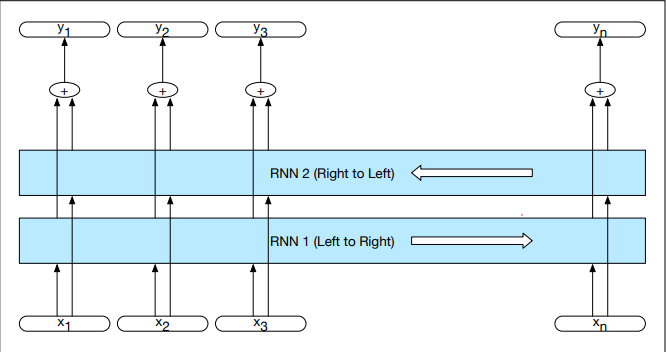 y1 y2 y3 yn
+ + + +
RNN 2 (Right to Left)
RNN 1 (Left to Right)
x1 x2 x3 xn